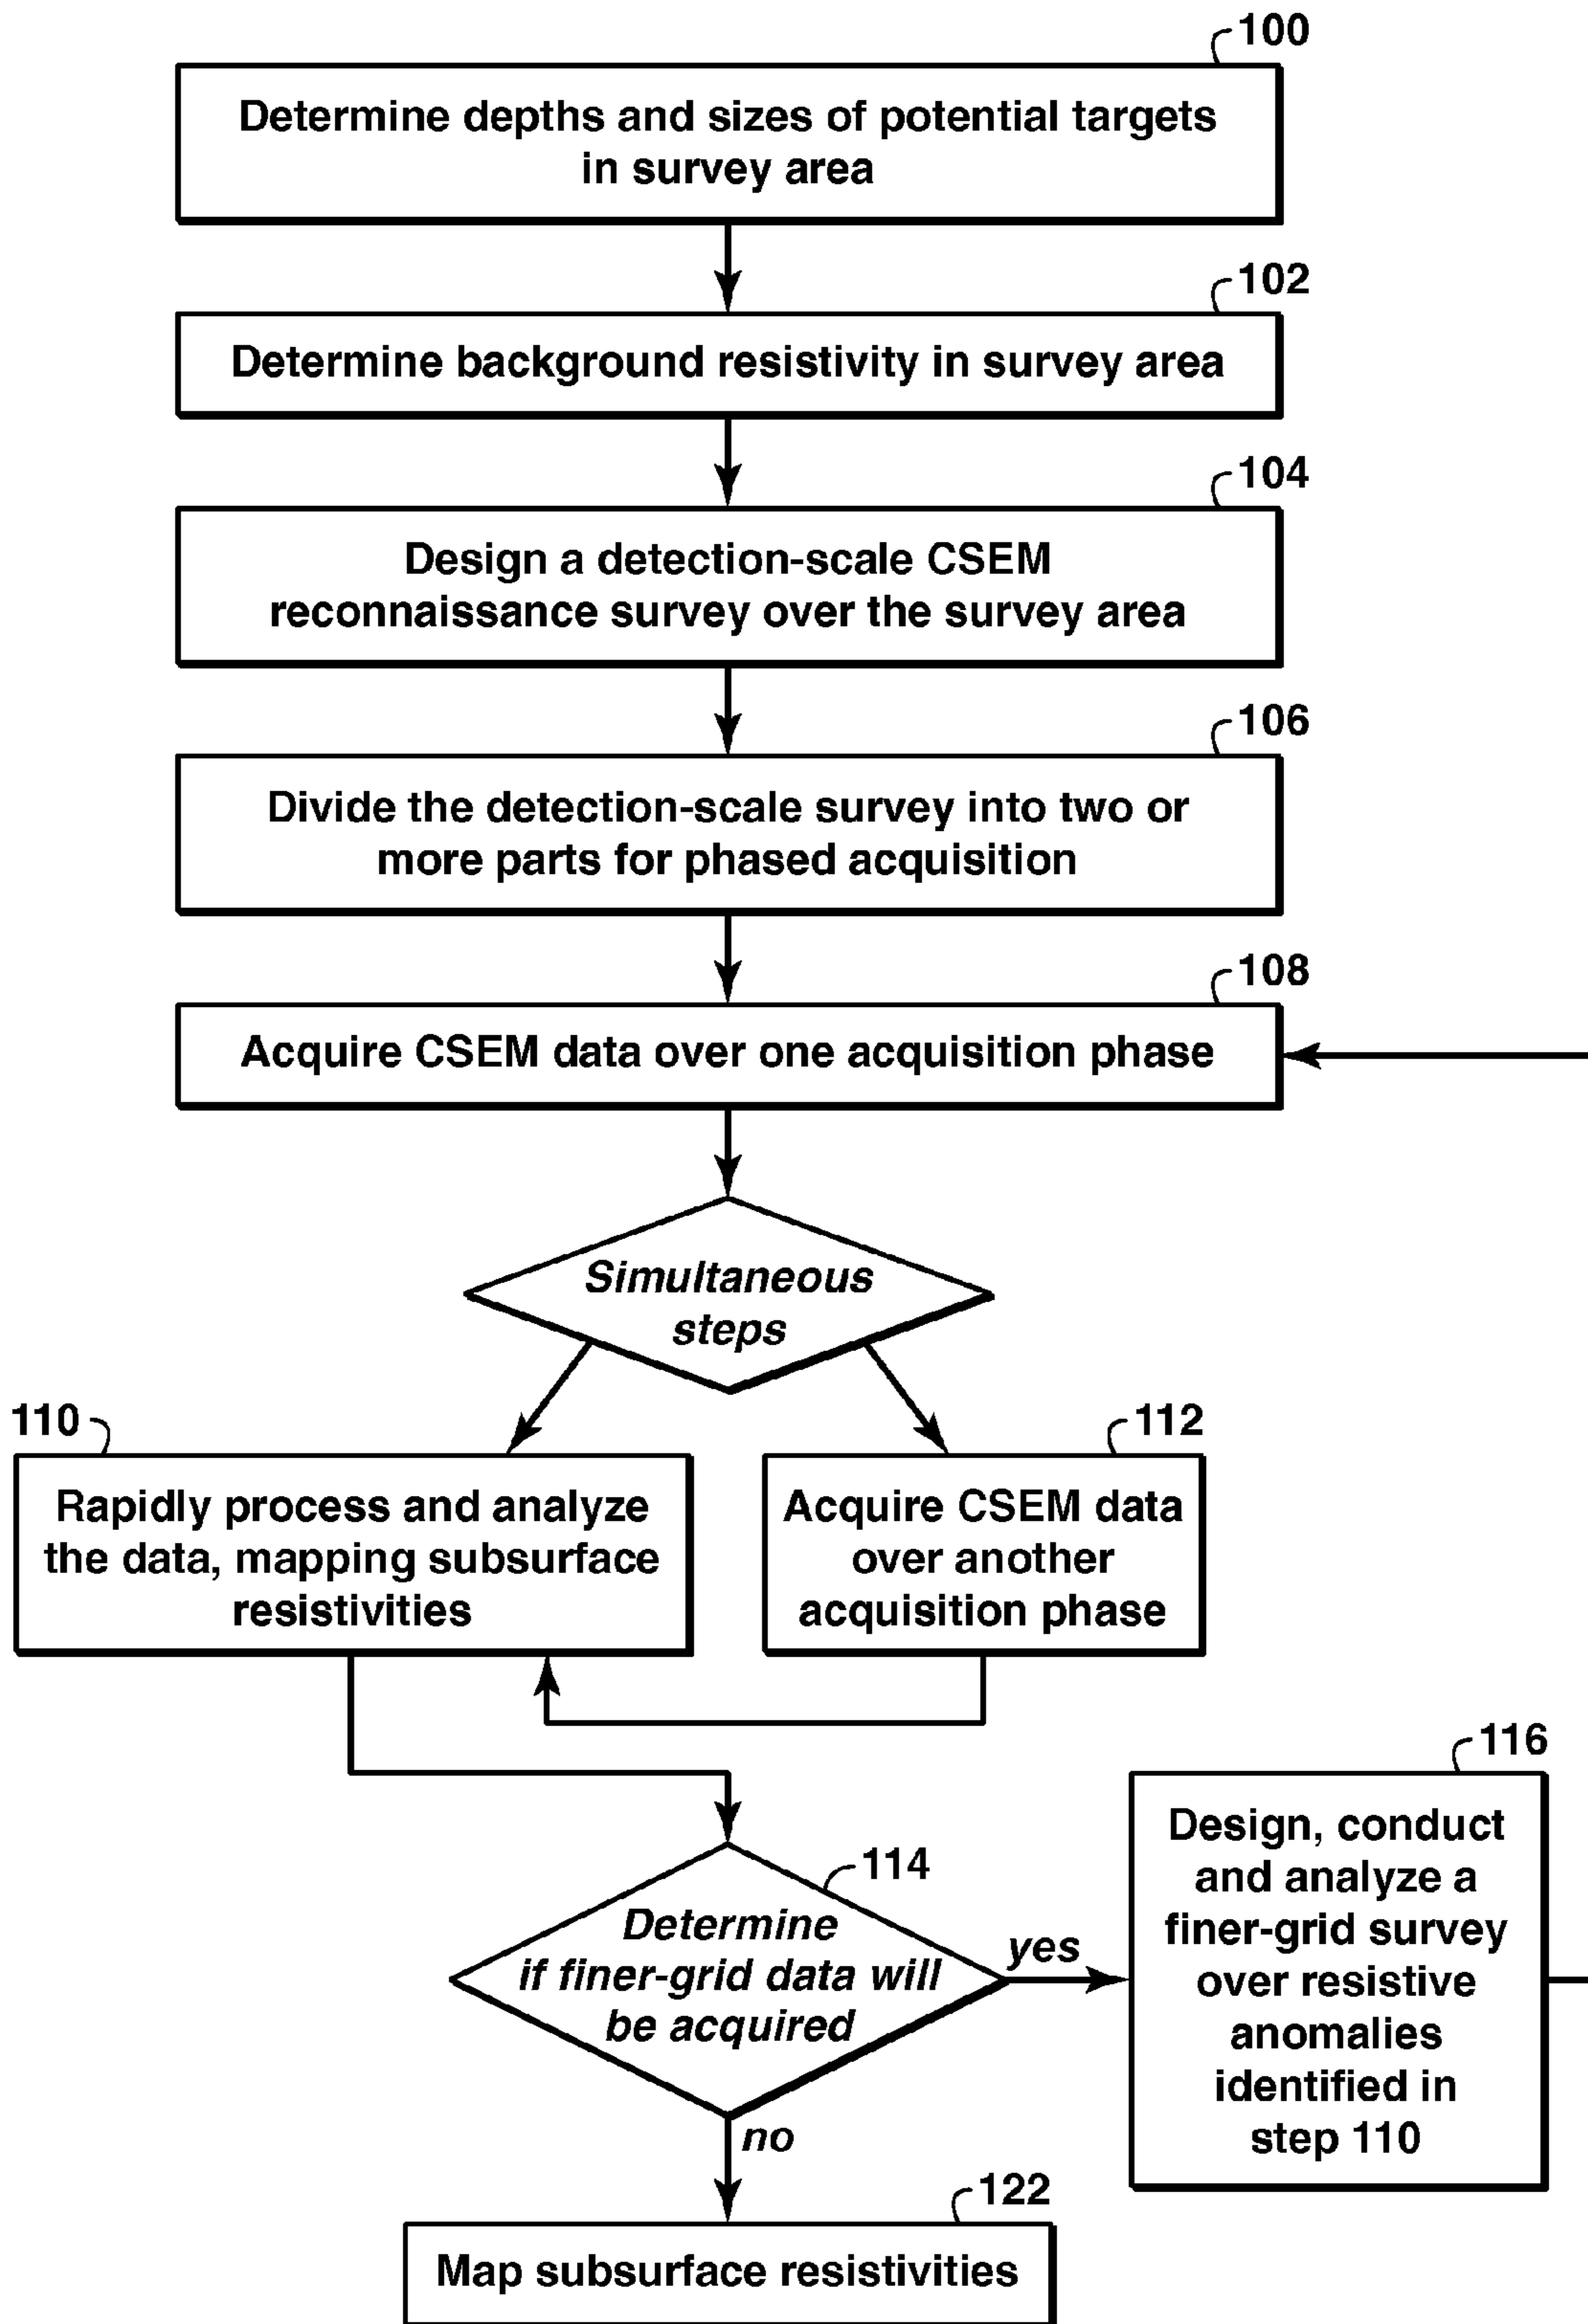 100
Determine depths and sizes of potential targets
in survey area
102
Determine background resistivity in survey area
104
Design a detection-scale CSEM
reconnaissance survey over the survey area
106
Divide the detection-scale survey into two or
more parts for phased acquisition
108
Acquire CSEM data over one acquisition phase
Simultaneous
steps
110
Rapidly process and analyze
the data, mapping subsurface
resistivities
112
Acquire CSEM data
over another
acquisition phase
114
Determine
if finer-grid data will
be acquired
yes
116
Design, conduct
and analyze a
finer-grid survey
over resistive
anomalies
identified in
step 110
no
122
Map subsurface resistivities